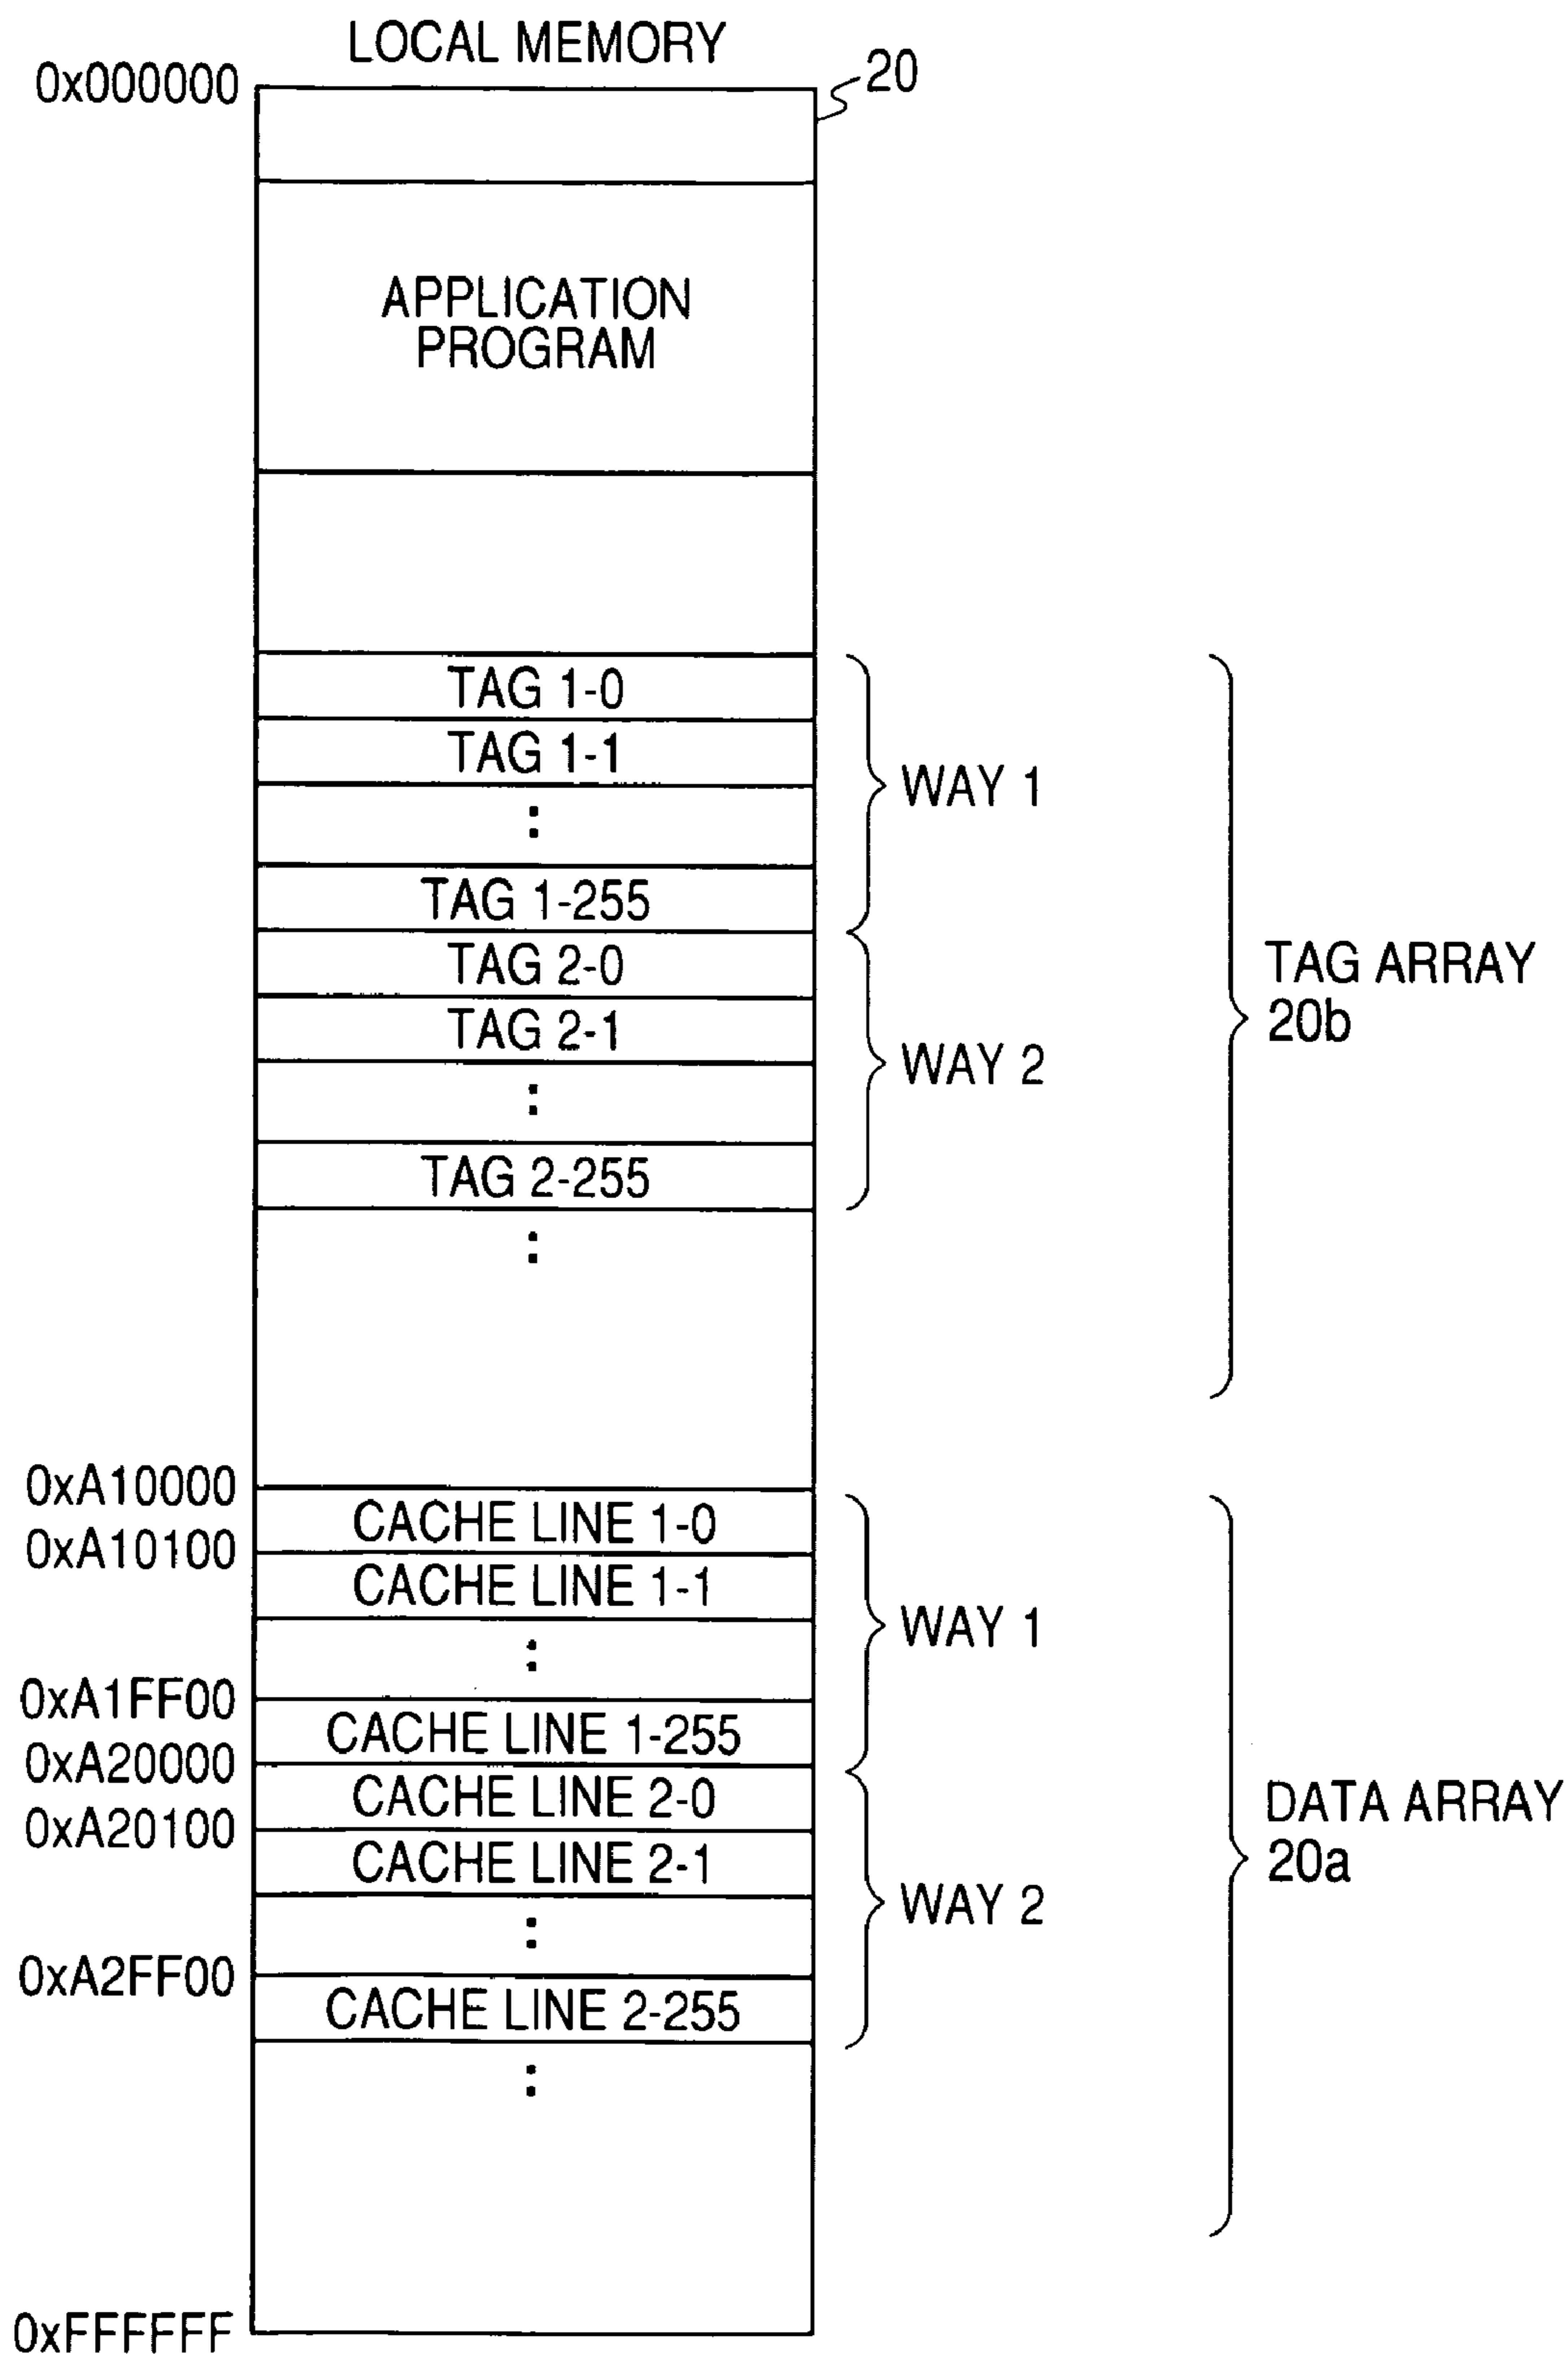 LOCAL MEMORY
0x000000
20
APPLICATION
PROGRAM
TAG 1-0
TAG 1-1
:
WAY 1
TAG 1-255
TAG 2-0
TAG ARRAY
20b
TAG 2-1
WAY 2
:
TAG 2-255
:
0xA10000
CACHE LINE 1-0
0xA10100
CACHE LINE 1-1
WAY 1
:
0xA1FF00
CACHE LINE 1-255
0xA20000
CACHE LINE 2-0
DATA ARRAY
20a
0xA20100
CACHE LINE 2-1
WAY 2
:
0xA2FF00
CACHE LINE 2-255
:
0xFFFFFF